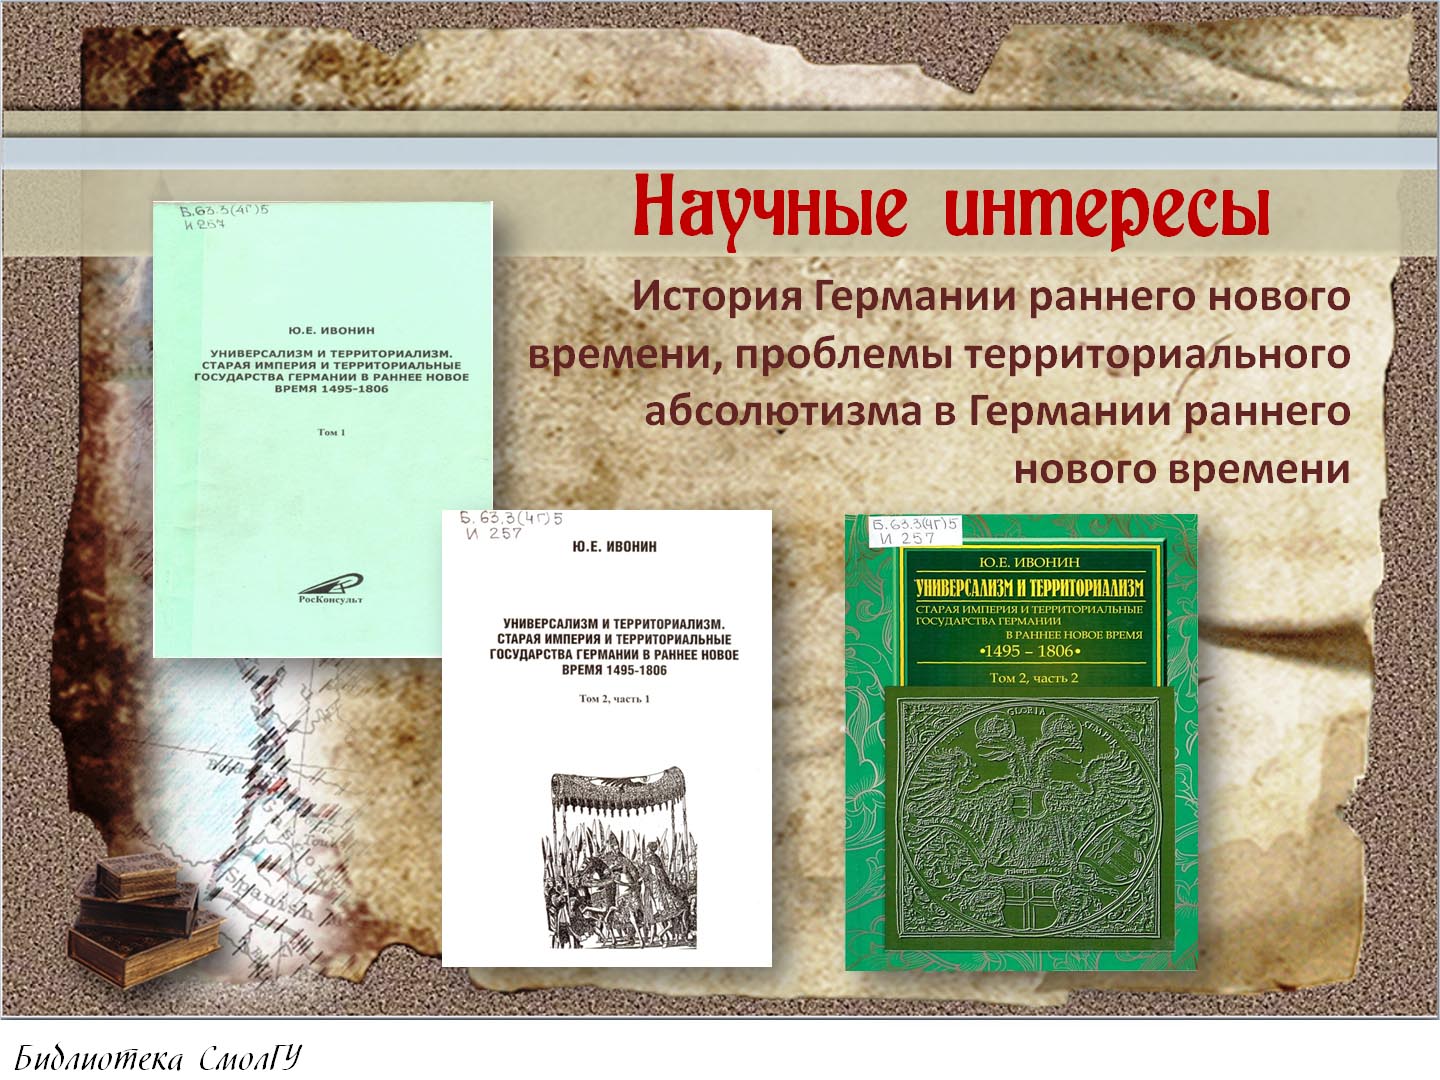 Научные интересы
История Германии раннего нового
времени, проблемы территориального
абсолютизма в Германии раннего
нового времени
Б.63.3(4Г)5
И 257
Ю.Е. ИВОНИН
УНИВЕРСАЛИЗМ И ТЕРРИТОРИАЛИЗМ.
СТАРАЯ ИМПЕРИЯ И ТЕРРИТОРИАЛЬНЫЕ
ГОСУДАРСТВА ГЕРМАНИИ В РАННЕЕ НОВОЕ
ВРЕМЯ 1495-1806
Том 1
РосКонсульт
Б.63.3(4Г)5
И 257
Ю.Е. ИВОНИН
УНИВЕРСАЛИЗМ И ТЕРРИТОРИАЛИЗМ.
СТАРАЯ ИМПЕРИЯ И ТЕРРИТОРИАЛЬНЫЕ
ГОСУДАРСТВА ГЕРМАНИИ В РАННЕЕ НОВОЕ
ВРЕМЯ 1495-1806
Том 2, часть 1
Б.63.3(4Г)5
И 257
Ю.Е. ИВОНИН
УНИВЕРСАЛИЗМ И ТЕРРИТОРИАЛИЗМ
СТАРАЯ ИМПЕРИЯ И ТЕРРИТОРИАЛЬНЫЕ
ГОСУДАРСТВА ГЕРМАНИИ
В РАННЕЕ НОВОЕ ВРЕМЯ
•1495 – 1806•
Том 2, часть 2
GLORIA
SEMPER
Spanish
Библиотека СмолГУ